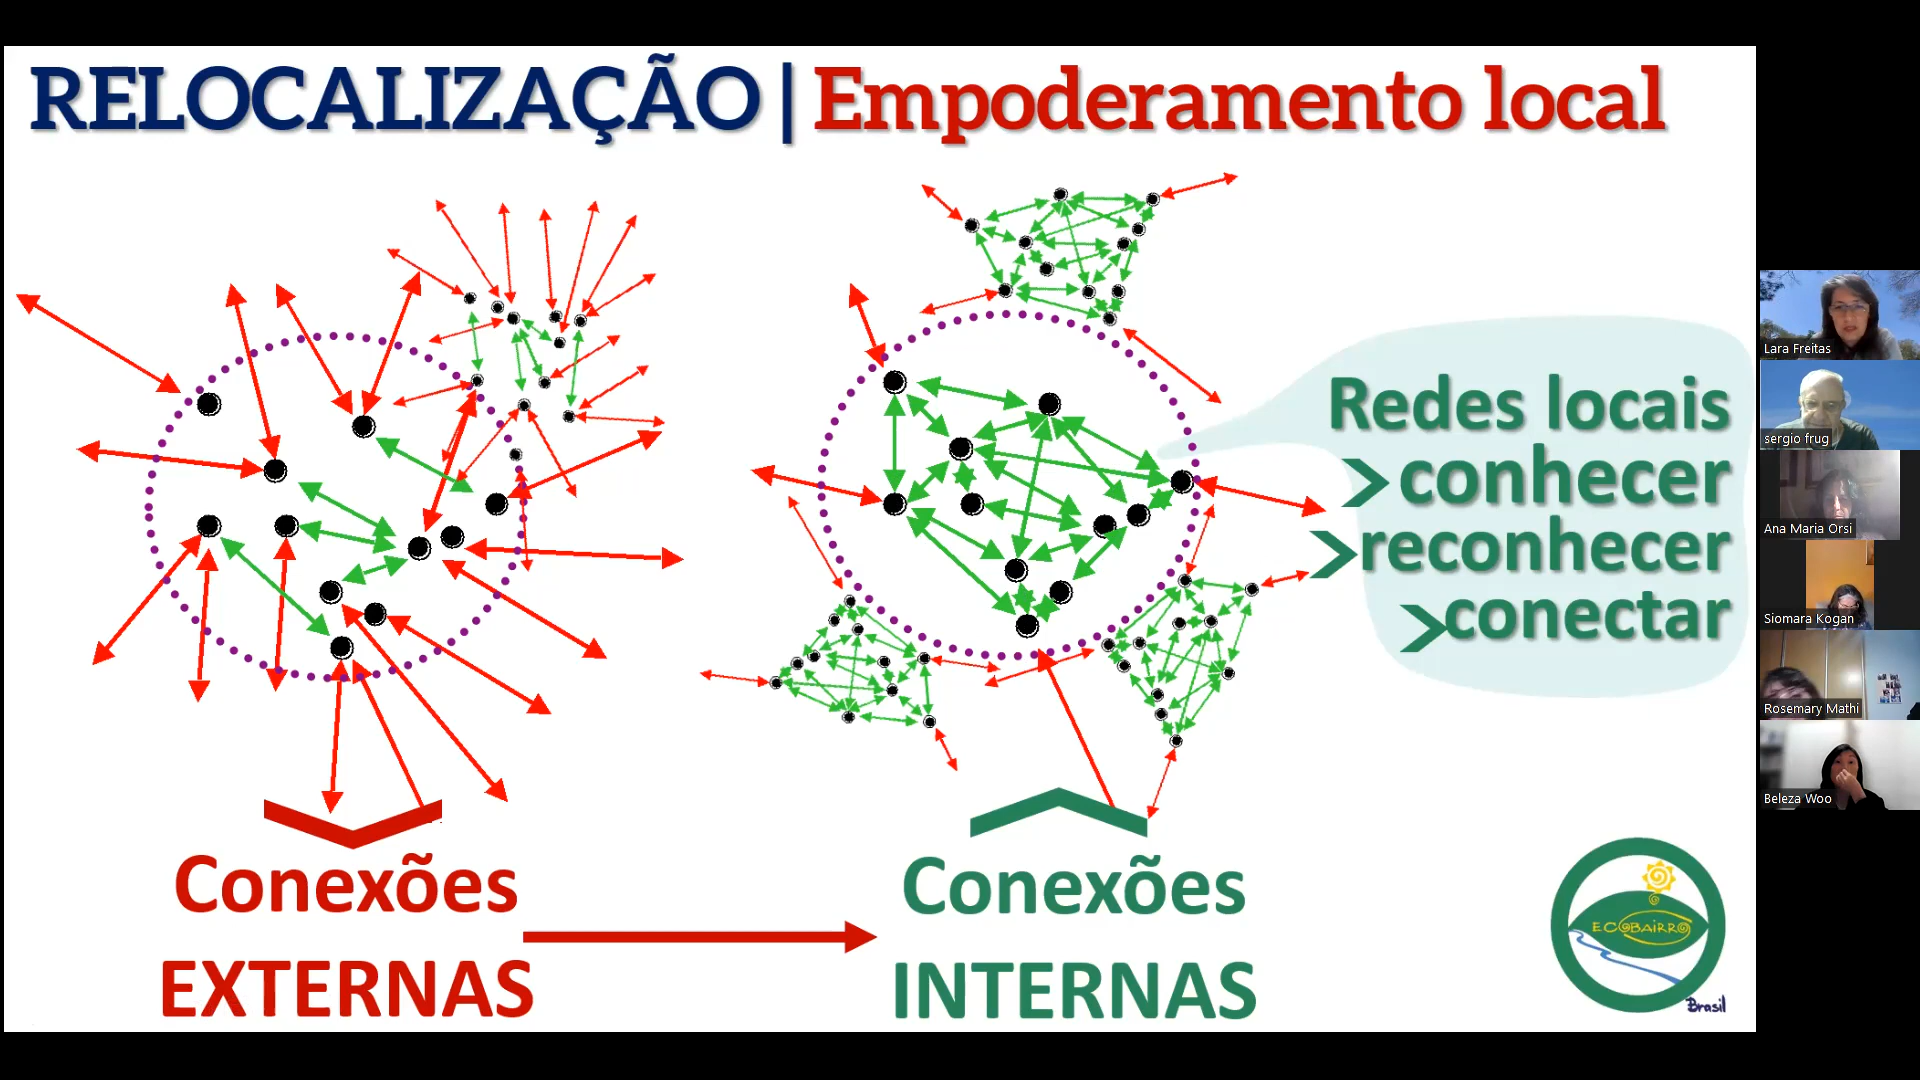 RELOCALIZAÇÃO | Empoderamento local
Redes locais
conhecer
reconhecer
conectar
Conexões
EXTERNAS
Conexões
INTERNAS
ECOBAIRRO
Brasil
Lara Freitas
sergio frug
Ana Maria Orsi
Siomara Kogan
Rosemary Mathi
Beleza Woo